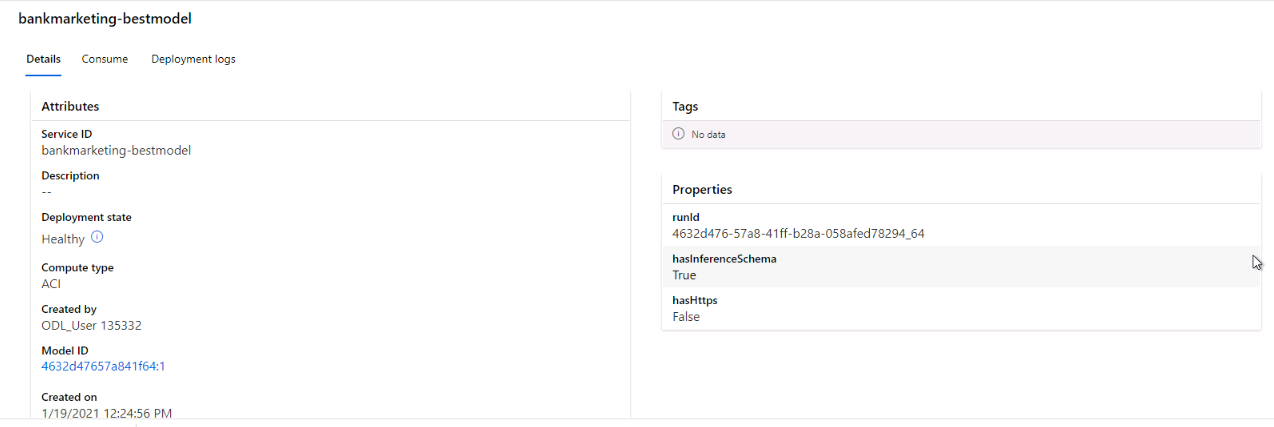 bankmarketing-bestmodel
Details Consume Deployment logs
Attributes
Service ID
bankmarketing-bestmodel
Description
--
Deployment state
Healthy
Compute type
ACI
Created by
ODL_User 135332
Model ID
4632d47657a841f64:1
Created on
1/19/2021 12:24:56 PM
Tags
No data
Properties
runId
4632d476-57a8-41ff-b28a-058afed78294_64
hasInferenceSchema
True
hasHttps
False